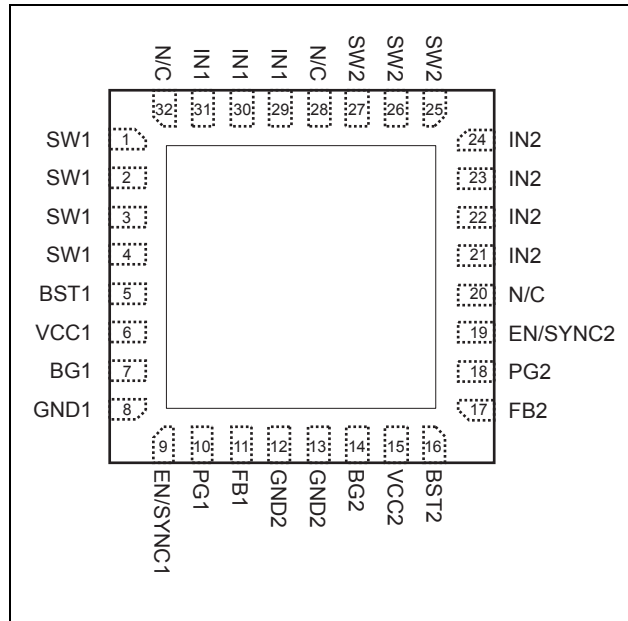 N/C IN1 IN1 IN1 N/C SW2 SW2 SW2
32 31 30 29 28 27 26 25
SW1 1 24 IN2
SW1 2 23 IN2
SW1 3 22 IN2
SW1 4 21 IN2
BST1 5 20 N/C
VCC1 6 19 EN/SYNC2
BG1 7 18 PG2
GND1 8 17 FB2
9 10 11 12 13 14 15 16
EN/SYNC1 PG1 FB1 GND2 GND2 BG2 VCC2 BST2